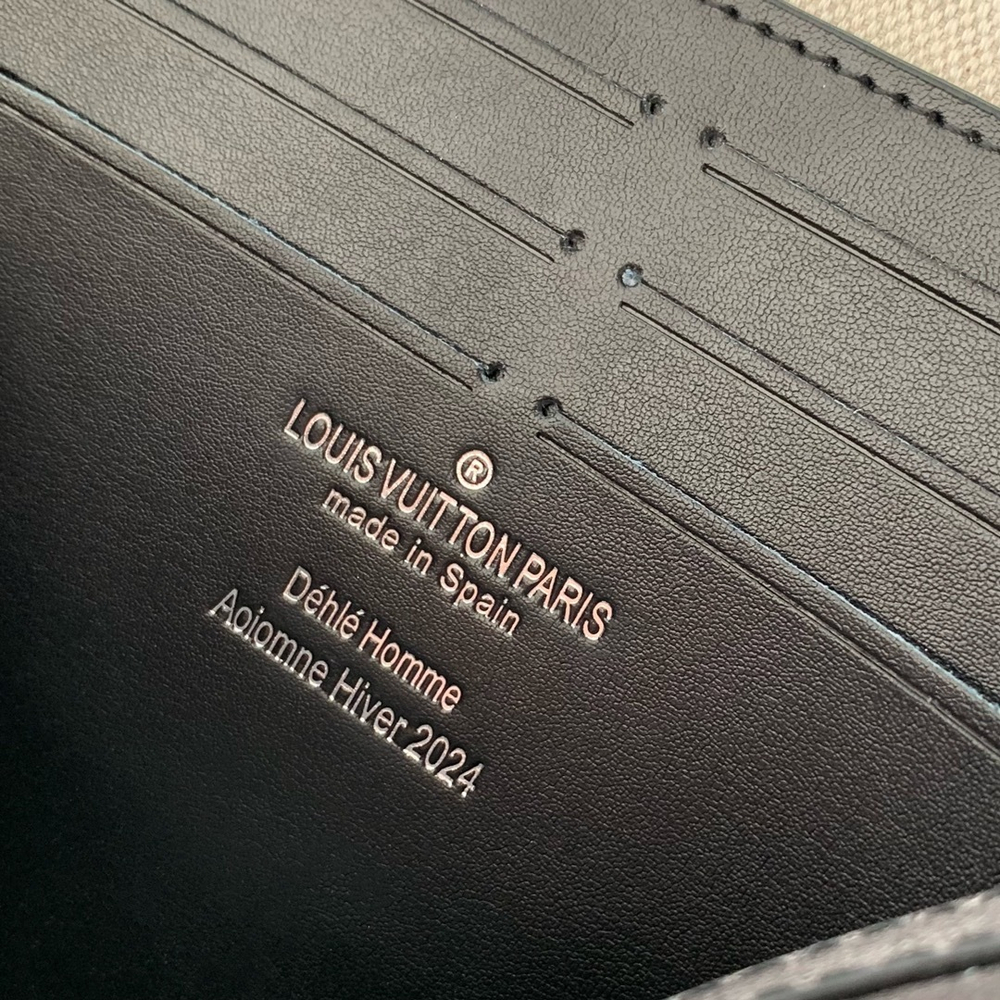 ®
LOUIS VUITTON PARIS
made in Spain
Déhlé Homme
Aoiomne Hiver 2024